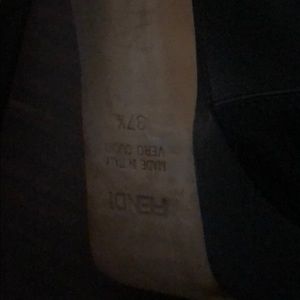 FENDI
MADE IN ITALY
VERO CUOIO
37½